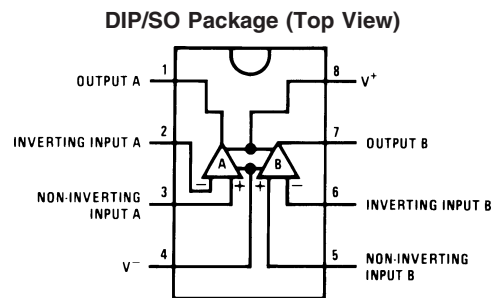 DIP/SO Package (Top View)
1
OUTPUT A
8
V+
2
INVERTING INPUT A
7
OUTPUT B
A
B
− + + −
3
NON-INVERTING
INPUT A
6
INVERTING INPUT B
4
V−
5
NON-INVERTING
INPUT B